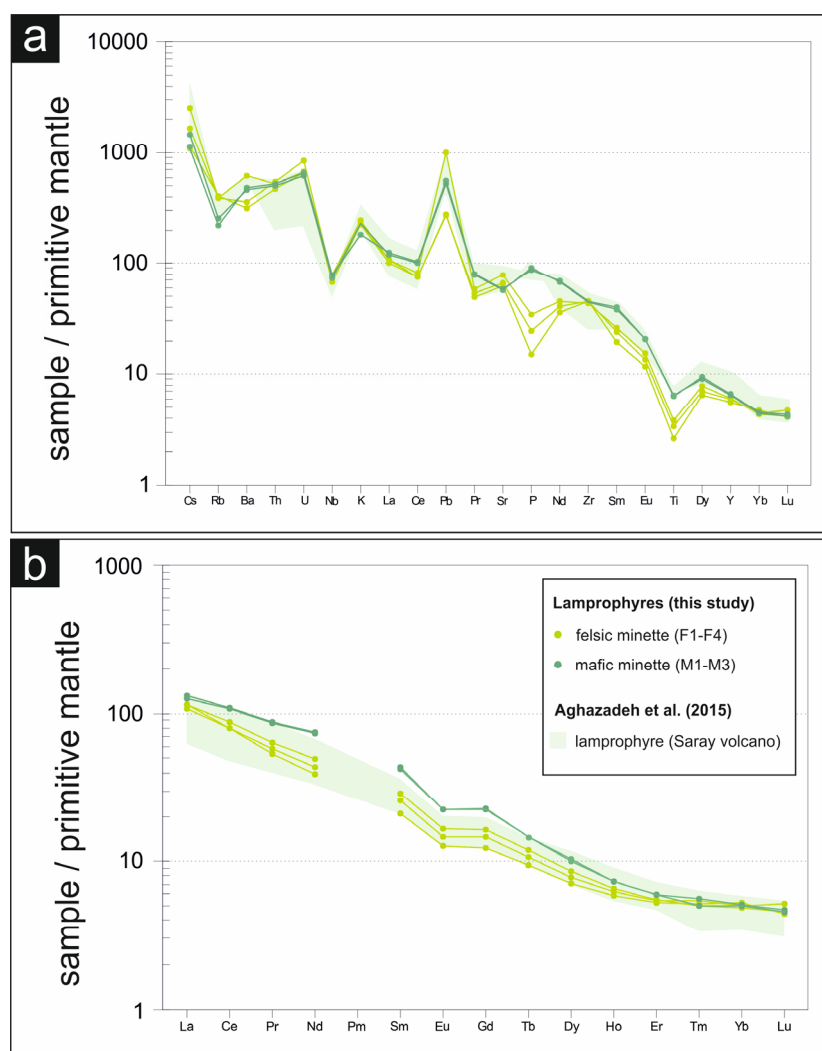 a
10000
1000
100
10
1
sample / primitive mantle
Cs Rb Ba Th U Nb K La Ce Pb Pr Sr P Nd Zr Sm Eu Ti Dy Y Yb Lu
b
1000
100
10
1
sample / primitive mantle
Lamprophyres (this study)
felsic minette (F1-F4)
mafic minette (M1-M3)
Aghazadeh et al. (2015)
lamprophyre (Saray volcano)
La Ce Pr Nd Pm Sm Eu Gd Tb Dy Ho Er Tm Yb Lu